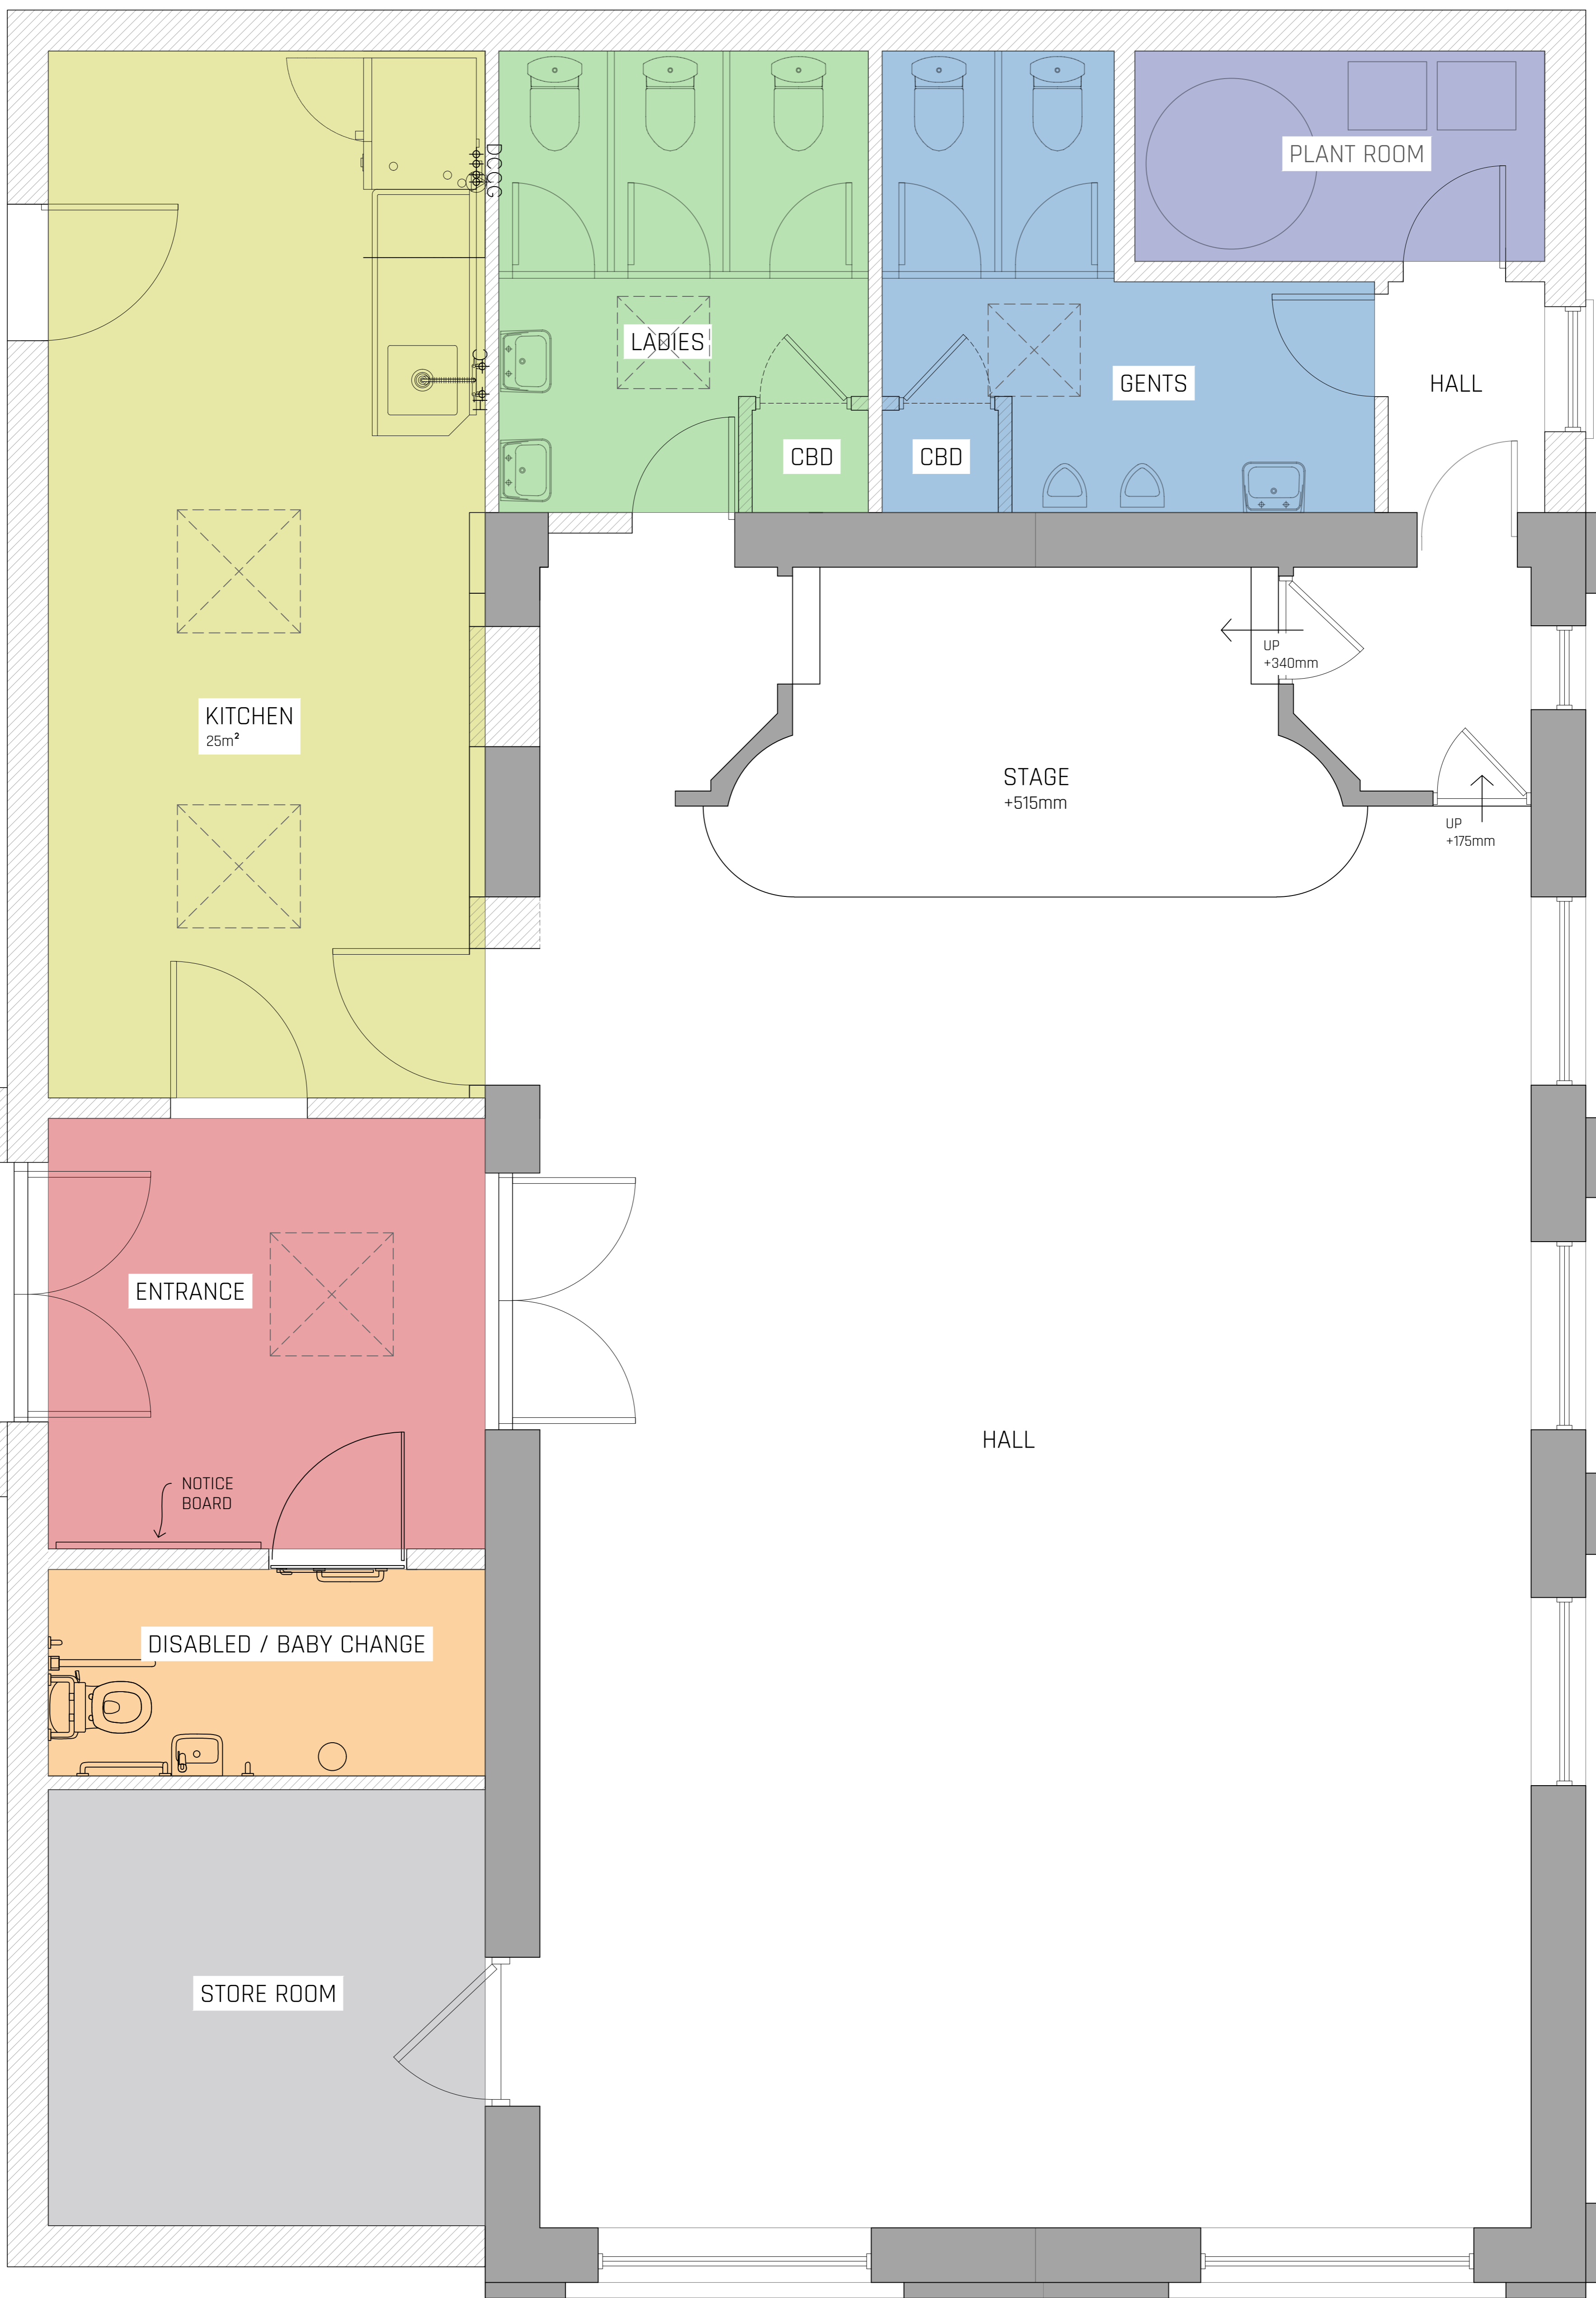 DCCG
PLANT ROOM
LADIES
C
H
GENTS
HALL
CBD
CBD
UP
+340mm
KITCHEN
25m²
STAGE
+515mm
UP
+175mm
ENTRANCE
HALL
NOTICE
BOARD
DISABLED / BABY CHANGE
STORE ROOM